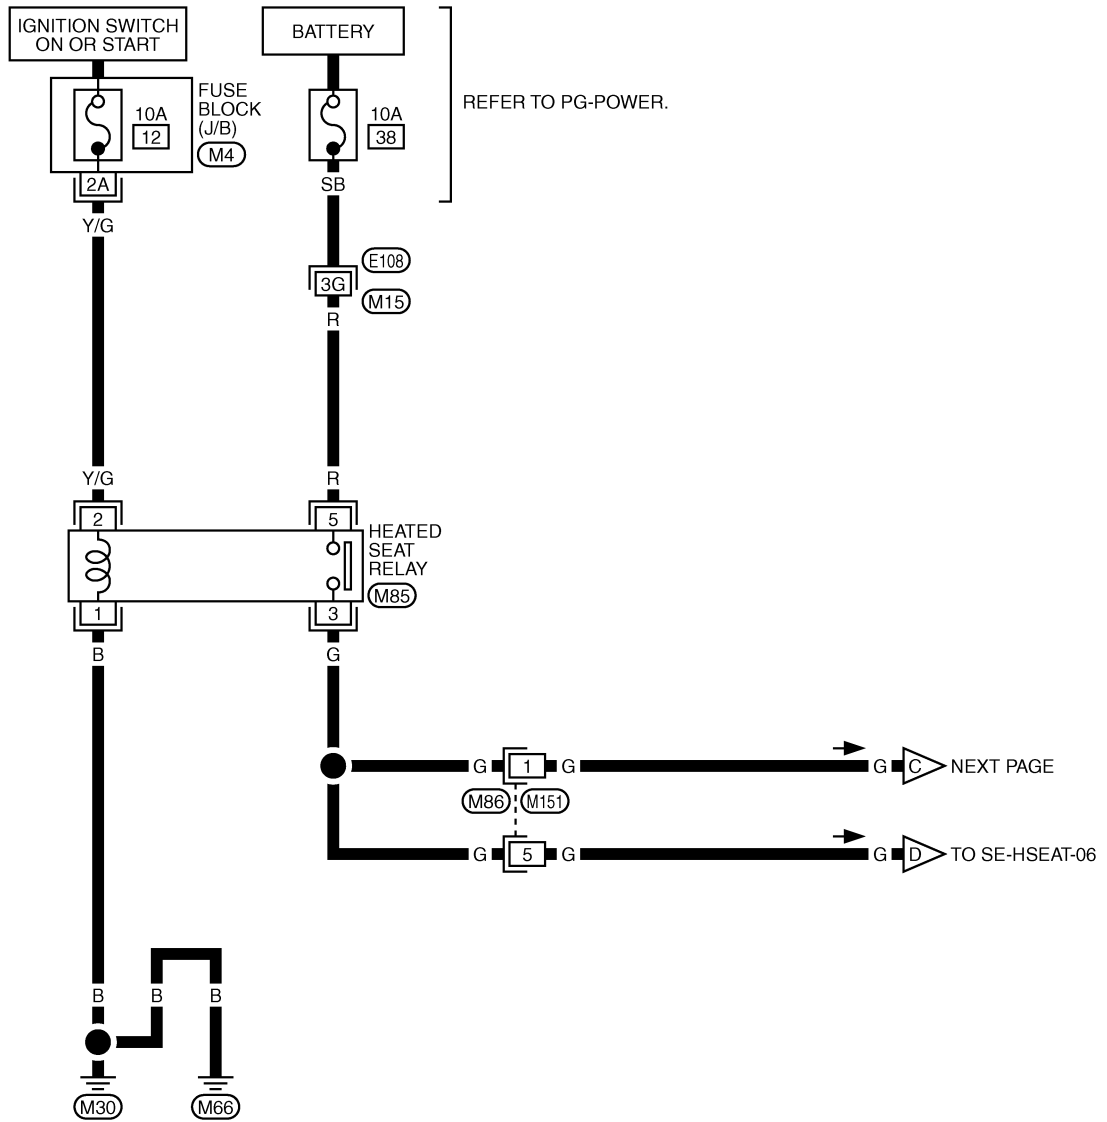 IGNITION SWITCH
ON OR START
BATTERY
10A
12
FUSE
BLOCK
(J/B)
M4
10A
38
REFER TO PG-POWER.
2A
SB
Y/G
E108
3G
M15
R
Y/G
R
2
5
HEATED
SEAT
RELAY
M85
1
3
B
G
G
1
G
G
C
NEXT PAGE
M86
M151
G
5
G
G
D
TO SE-HSEAT-06
B
B
B
M30
M66